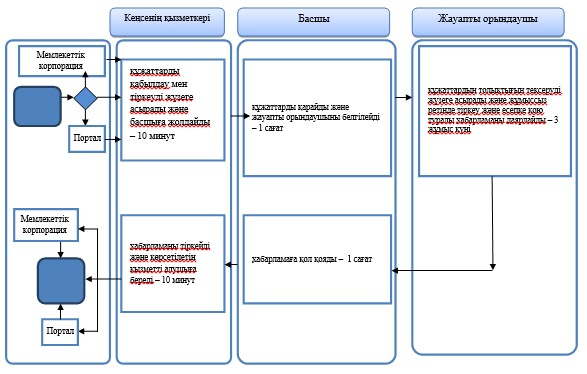 Кеңсенің қызметкері
Басшы
Жауапты орындаушы
Мемлекеттік
корпорация
Портал
құжаттарды
қабылдау мен
тіркеуді жүзеге
асырады және
басшыға жолпайды
– 10 минут
құжаттарды қарайды және
жауапты орындаушыны белгілейді
– 1 сағат
құжаттардың толықтығын тексеруді
жүзеге асырады және жұмыссыз
ретінде тіркеу және есепке қою
туралы хабарламаны даярлайды – 3
жұмыс күні
Мемлекеттік
корпорация
Портал
хабарламаны тіркейді
және көрсетілетін
қызметті алушыға
береді – 10 минут
хабарламаға қол қояды – 1 сағат